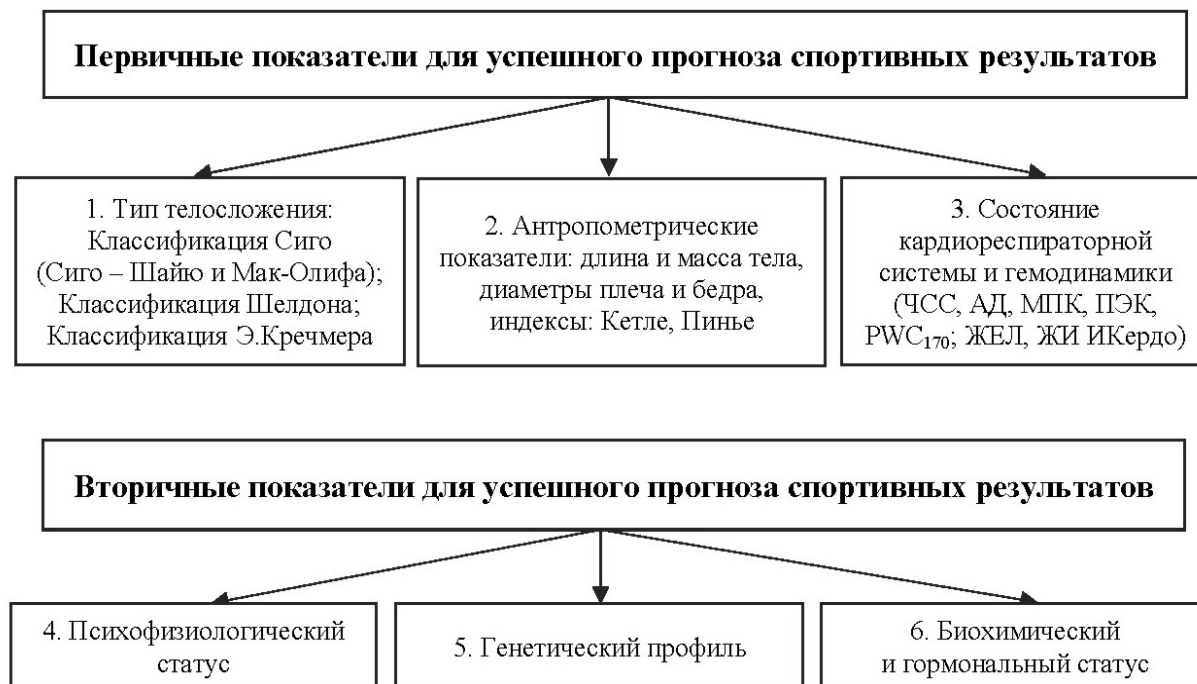 Первичные показатели для успешного прогноза спортивных результатов
1. Тип телосложения:
Классификация Сиго
(Сиго – Шайю и Мак-Олифа);
Классификация Шелдона;
Классификация Э.Кречмера
2. Антропометрические
показатели: длина и масса тела,
диаметры плеча и бедра,
индексы: Кетле, Пинье
3. Состояние
кардиореспираторной
системы и гемодинамики
(ЧСС, АД, МПК, ПЭК,
PWC₁₇₀; ЖЕЛ, ЖИ ИКердо)
Вторичные показатели для успешного прогноза спортивных результатов
4. Психофизиологический
статус
5. Генетический профиль
6. Биохимический
и гормональный статус